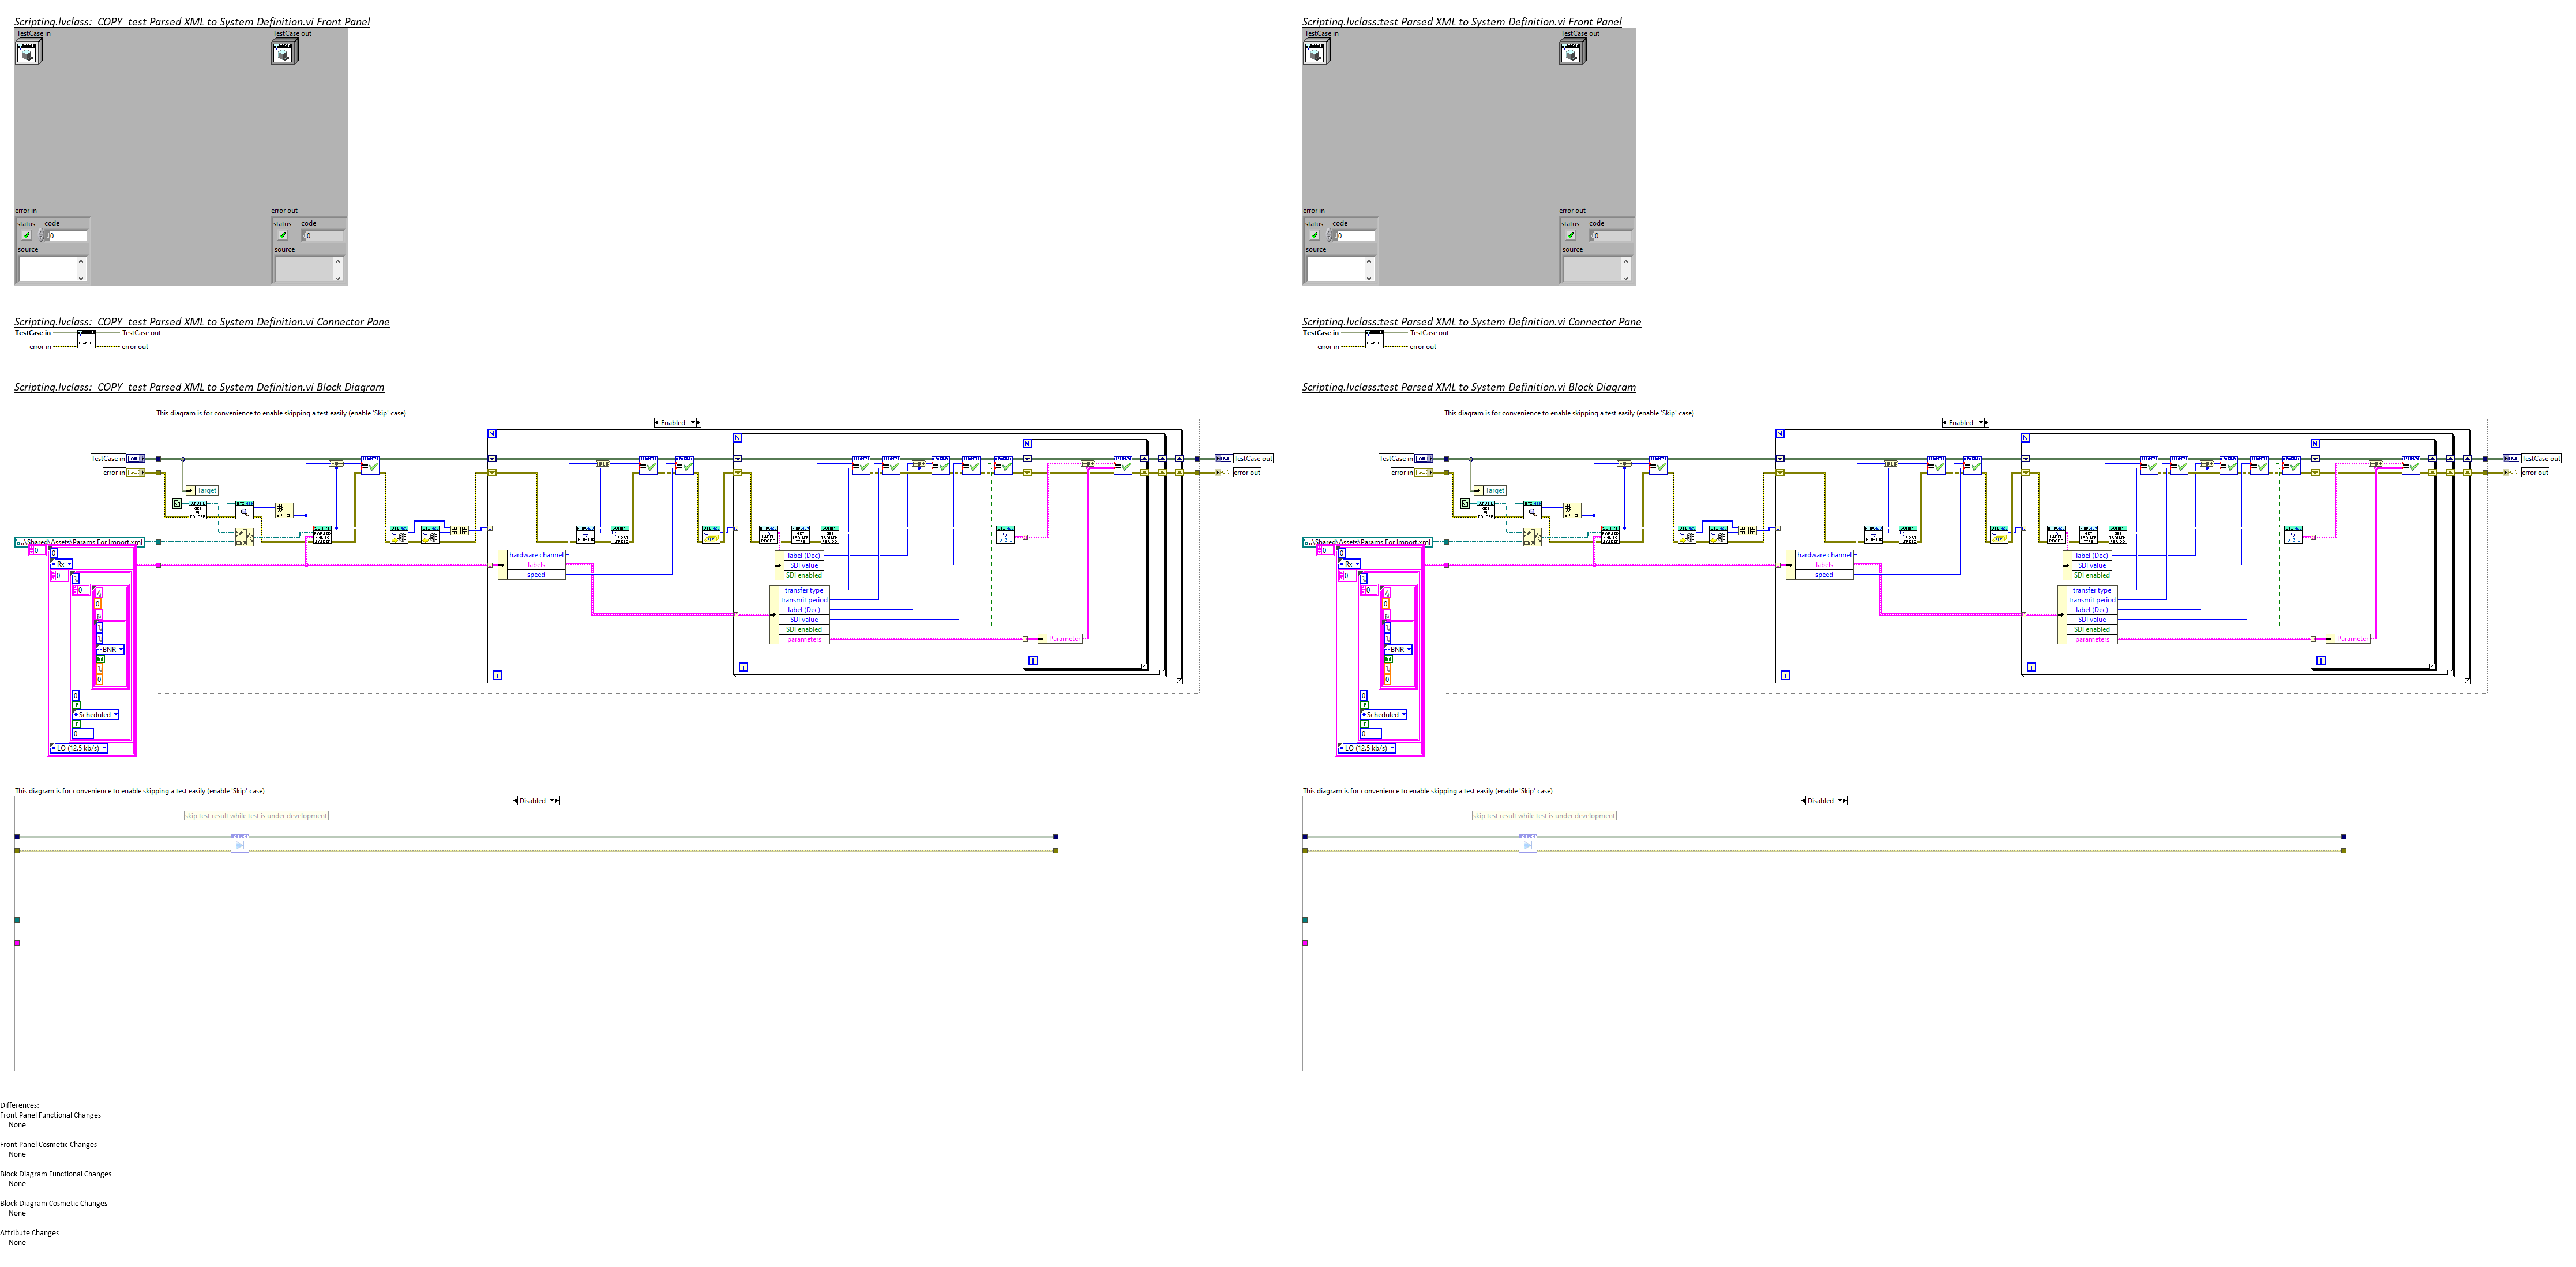 Scripting.lvclass:_COPY_test Parsed XML to System Definition.vi Front Panel
TestCase in
TestCase out
error in
error out
status code
status code
0
0
source
source
Scripting.lvclass:_COPY_test Parsed XML to System Definition.vi Connector Pane
TestCase in
TestCase out
error in
error out
Scripting.lvclass:_COPY_test Parsed XML to System Definition.vi Block Diagram
This diagram is for convenience to enable skipping a test easily (enable 'Skip' case)
Enabled
TestCase in
TestCase out
error in
error out
Target
..\Shared\Assets\Params For Import.xml
hardware channel
labels
speed
label (Dec)
SDI value
SDI enabled
transfer type
transmit period
label (Dec)
SDI value
SDI enabled
parameters
Parameter
Rx
BNR
Scheduled
LO (12.5 kb/s)
This diagram is for convenience to enable skipping a test easily (enable 'Skip' case)
Disabled
skip test result while test is under development
Differences:
Front Panel Functional Changes
None
Front Panel Cosmetic Changes
None
Block Diagram Functional Changes
None
Block Diagram Cosmetic Changes
None
Attribute Changes
None
Scripting.lvclass:test Parsed XML to System Definition.vi Front Panel
TestCase in
TestCase out
error in
error out
status code
status code
0
0
source
source
Scripting.lvclass:test Parsed XML to System Definition.vi Connector Pane
TestCase in
TestCase out
error in
error out
Scripting.lvclass:test Parsed XML to System Definition.vi Block Diagram
This diagram is for convenience to enable skipping a test easily (enable 'Skip' case)
Enabled
TestCase in
TestCase out
error in
error out
Target
..\Shared\Assets\Params For Import.xml
hardware channel
labels
speed
label (Dec)
SDI value
SDI enabled
transfer type
transmit period
label (Dec)
SDI value
SDI enabled
parameters
Parameter
Rx
BNR
Scheduled
LO (12.5 kb/s)
This diagram is for convenience to enable skipping a test easily (enable 'Skip' case)
Disabled
skip test result while test is under development